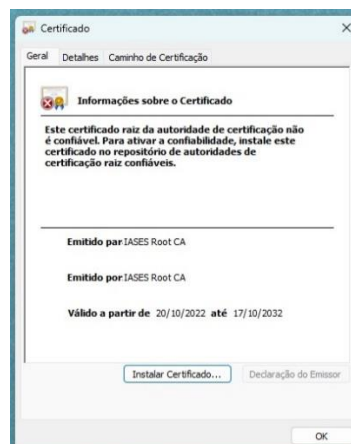 Certificado
Geral Detalhes Caminho de Certificação
Informações sobre o Certificado
Este certificado raiz da autoridade de certificação não
é confiável. Para ativar a confiabilidade, instale este
certificado no repositório de autoridades de
certificação raiz confiáveis.
Emitido para IASES Root CA
Emitido por IASES Root CA
Válido a partir de 20/10/2022 até 17/10/2032
Instalar Certificado... Declaração do Emissor
OK